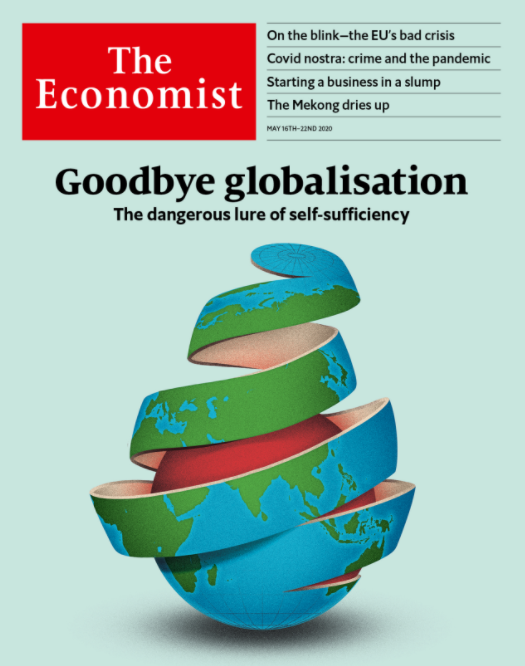 The
Economist
On the blink—the EU's bad crisis
Covid nostra: crime and the pandemic
Starting a business in a slump
The Mekong dries up
MAY 16TH–22ND 2020
Goodbye globalisation
The dangerous lure of self-sufficiency